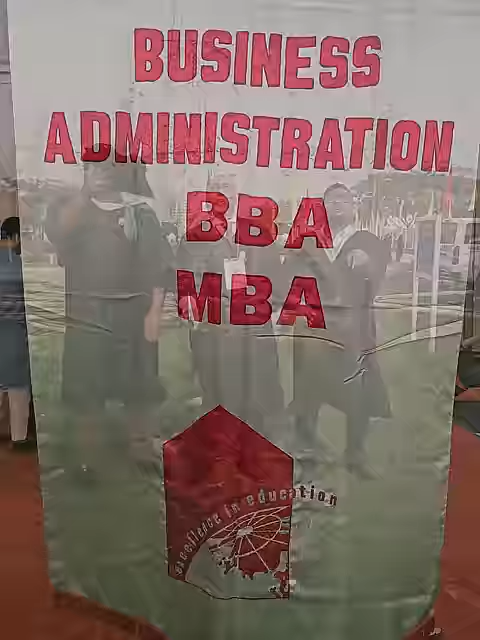 BUSINESS
ADMINISTRATION
BBA
MBA
excellence in education